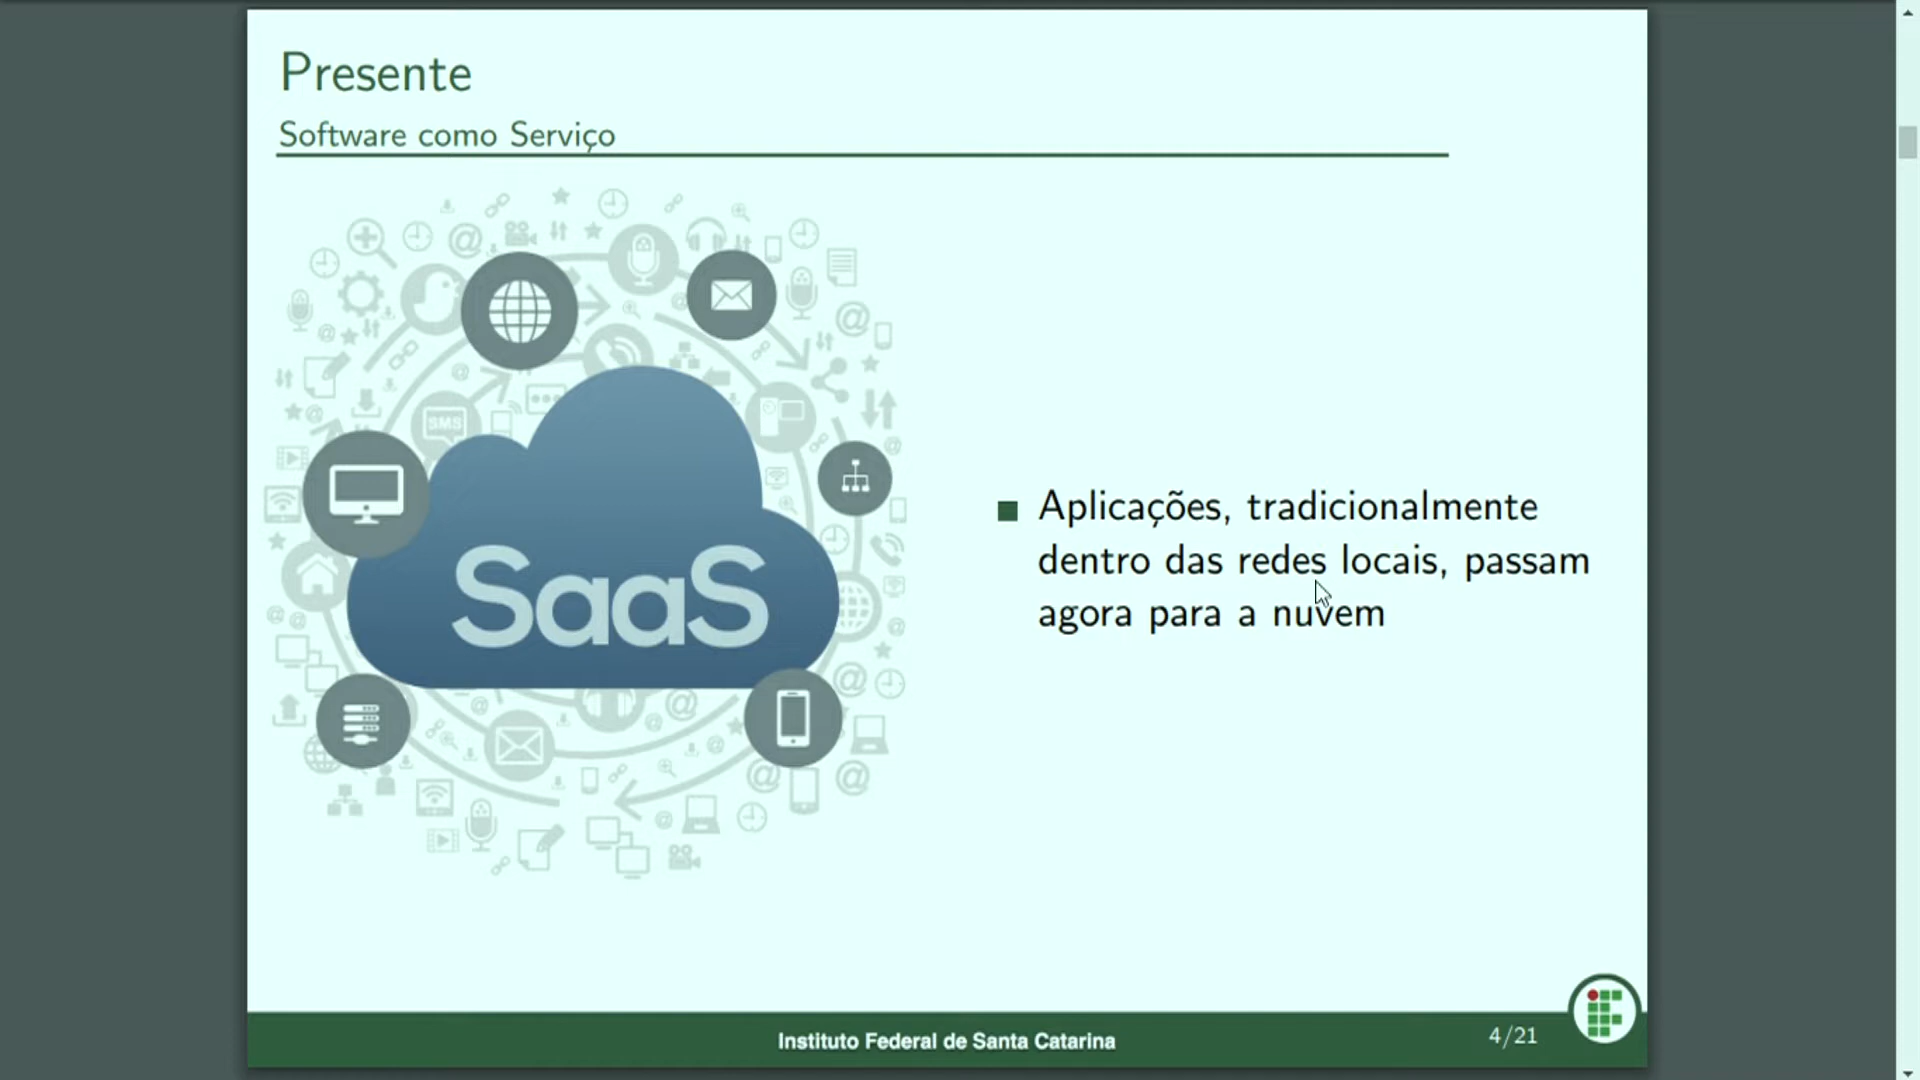 Presente
Software como Serviço
SMS
SaaS
Aplicações, tradicionalmente
dentro das redes locais, passam
agora para a nuvem
Instituto Federal de Santa Catarina
4/21